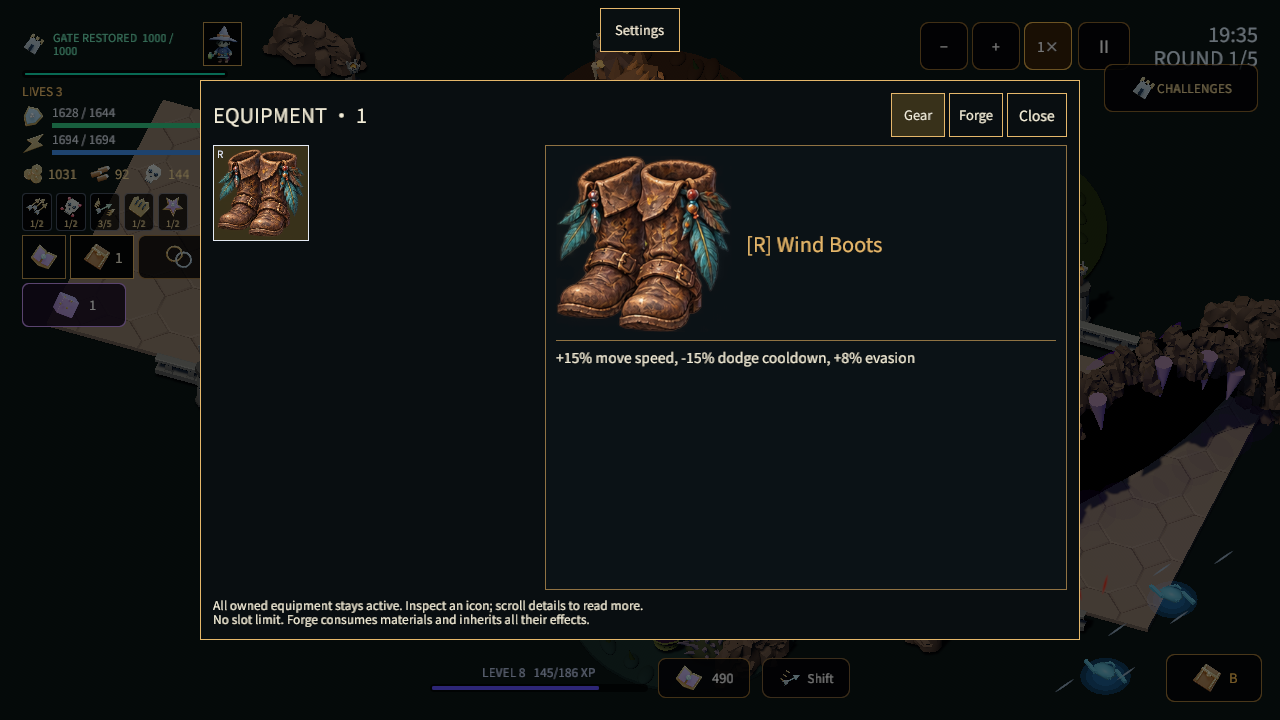 Settings
GATE RESTORED 1000 /
1000
19:35
ROUND 1/5
1×
CHALLENGES
LIVES 3
1628 / 1644
1694 / 1694
1031
92
144
1/2
1/2
3/5
1/2
1/2
1
1
EQUIPMENT • 1
Gear
Forge
Close
R
[R] Wind Boots
+15% move speed, -15% dodge cooldown, +8% evasion
All owned equipment stays active. Inspect an icon; scroll details to read more.
No slot limit. Forge consumes materials and inherits all their effects.
LEVEL 8 145/186 XP
490
Shift
B